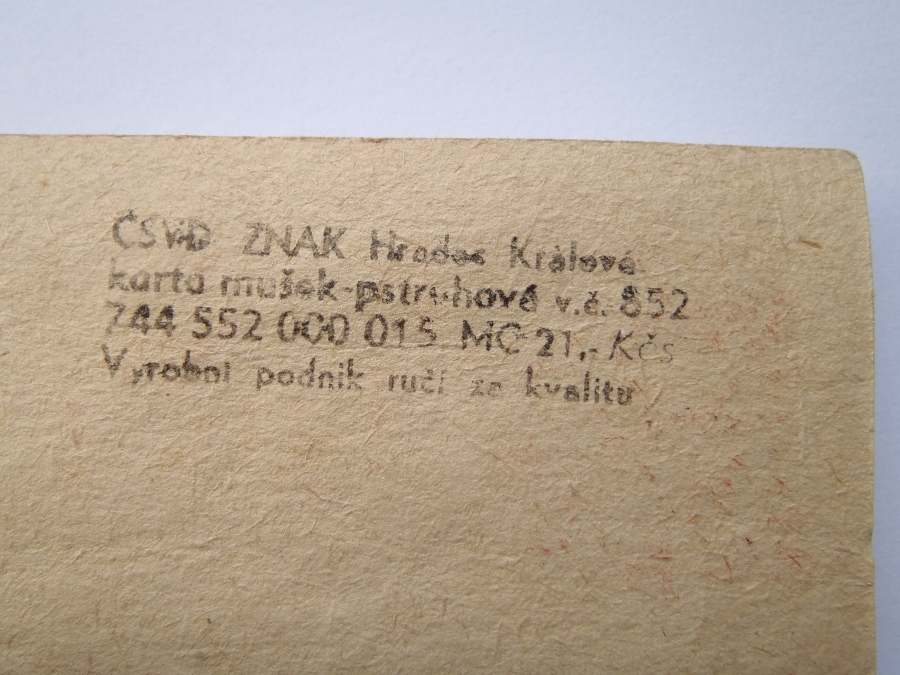 ČSVD ZNAK Hradec Králové
karta mušek-pstruhové v.č. 852
744 552 000 015 MC 21,- Kčs
Vyrobni podnik ručí za kvalitu